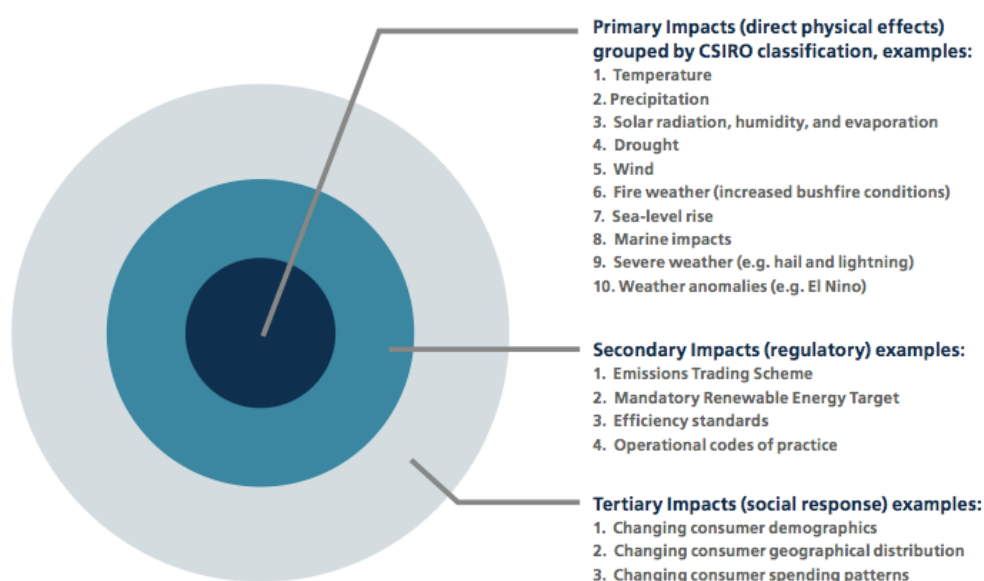 Primary Impacts (direct physical effects)
grouped by CSIRO classification, examples:
1. Temperature
2. Precipitation
3. Solar radiation, humidity, and evaporation
4. Drought
5. Wind
6. Fire weather (increased bushfire conditions)
7. Sea-level rise
8. Marine impacts
9. Severe weather (e.g. hail and lightning)
10. Weather anomalies (e.g. El Nino)
Secondary Impacts (regulatory) examples:
1. Emissions Trading Scheme
2. Mandatory Renewable Energy Target
3. Efficiency standards
4. Operational codes of practice
Tertiary Impacts (social response) examples:
1. Changing consumer demographics
2. Changing consumer geographical distribution
3. Changing consumer spending patterns